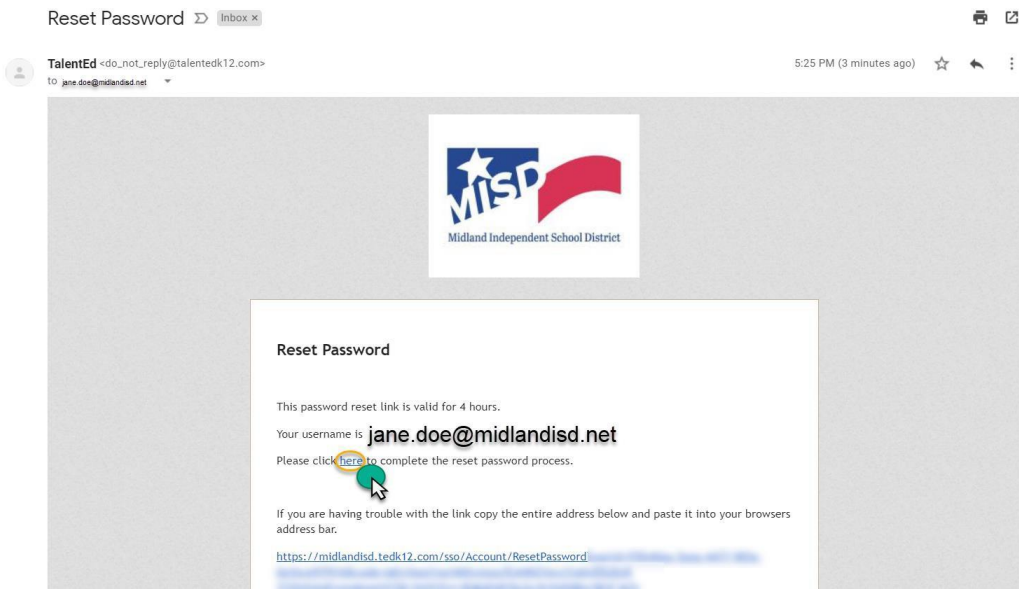 Reset Password Inbox ×
TalentEd <do_not_reply@talentedk12.com> 5:25 PM (3 minutes ago)
to jane.doe@midlandisd.net
MISD
Midland Independent School District
Reset Password
This password reset link is valid for 4 hours.
Your username is jane.doe@midlandisd.net
Please click here to complete the reset password process.
If you are having trouble with the link copy the entire address below and paste it into your browsers
address bar.
https://midlandisd.tedk12.com/sso/Account/ResetPassword